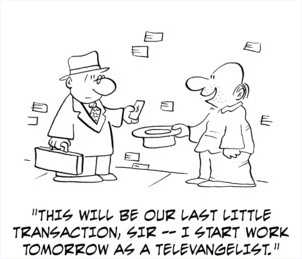 "THIS WILL BE OUR LAST LITTLE
TRANSACTION, SIR -- I START WORK
TOMORROW AS A TELEVANGELIST."